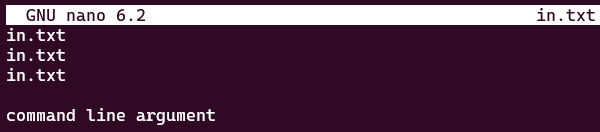 GNU nano 6.2 in.txt
in.txt
in.txt
in.txt
command line argument